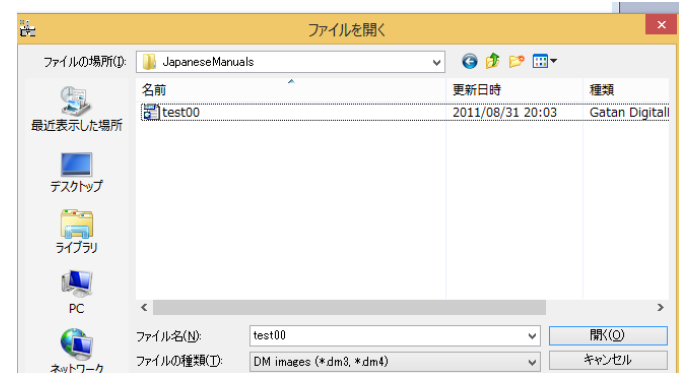 ファイルを開く
ファイルの場所(I): JapaneseManuals
名前 更新日時 種類
test00 2011/08/31 20:03 Gatan Digital
最近表示した場所
デスクトップ
ライブラリ
PC
ネットワーク
ファイル名(N): test00 開く(O)
ファイルの種類(T): DM images (*.dm3, *.dm4) キャンセル